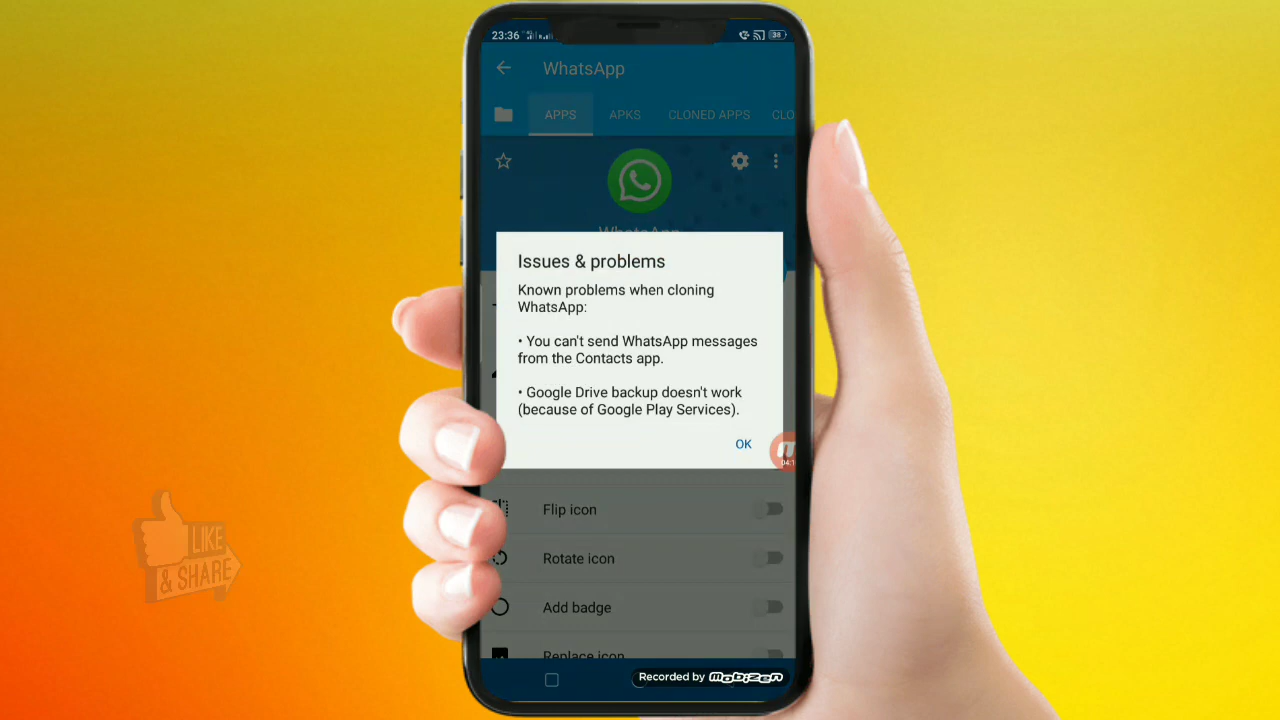 23:36
38
WhatsApp
APPS
APKS
CLONED APPS
CLO
WhatsApp
Issues & problems
Known problems when cloning
WhatsApp:
• You can't send WhatsApp messages
from the Contacts app.
• Google Drive backup doesn't work
(because of Google Play Services).
OK
Flip icon
Rotate icon
Add badge
Replace icon
Recorded by mobizen
LIKE
& SHARE